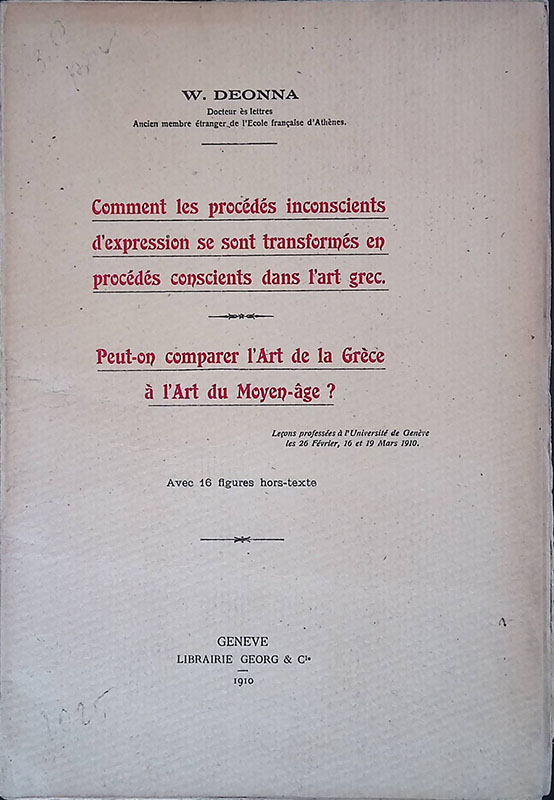 W. DEONNA
Docteur ès lettres
Ancien membre étranger de l'Ecole française d'Athènes.
Comment les procédés inconscients
d'expression se sont transformés en
procédés conscients dans l'art grec.
Peut-on comparer l'Art de la Grèce
à l'Art du Moyen-âge ?
Leçons professées à l'Université de Genève
les 26 Février, 16 et 19 Mars 1910.
Avec 16 figures hors-texte
GENEVE
LIBRAIRIE GEORG & Cie
1910